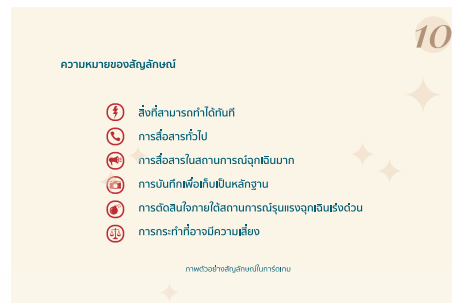 10
ความหมายของสัญลักษณ์
สิ่งที่สามารถทำได้ทันที
การสื่อสารทั่วไป
การสื่อสารในสถานการณ์ฉุกเฉินมาก
การบันทึกเพื่อเก็บเป็นหลักฐาน
การตัดสินใจภายใต้สถานการณ์รุนแรงฉุกเฉินเร่งด่วน
การกระทำที่อาจมีความเสี่ยง
ภาพตัวอย่างสัญลักษณ์ในการ์ดเกม